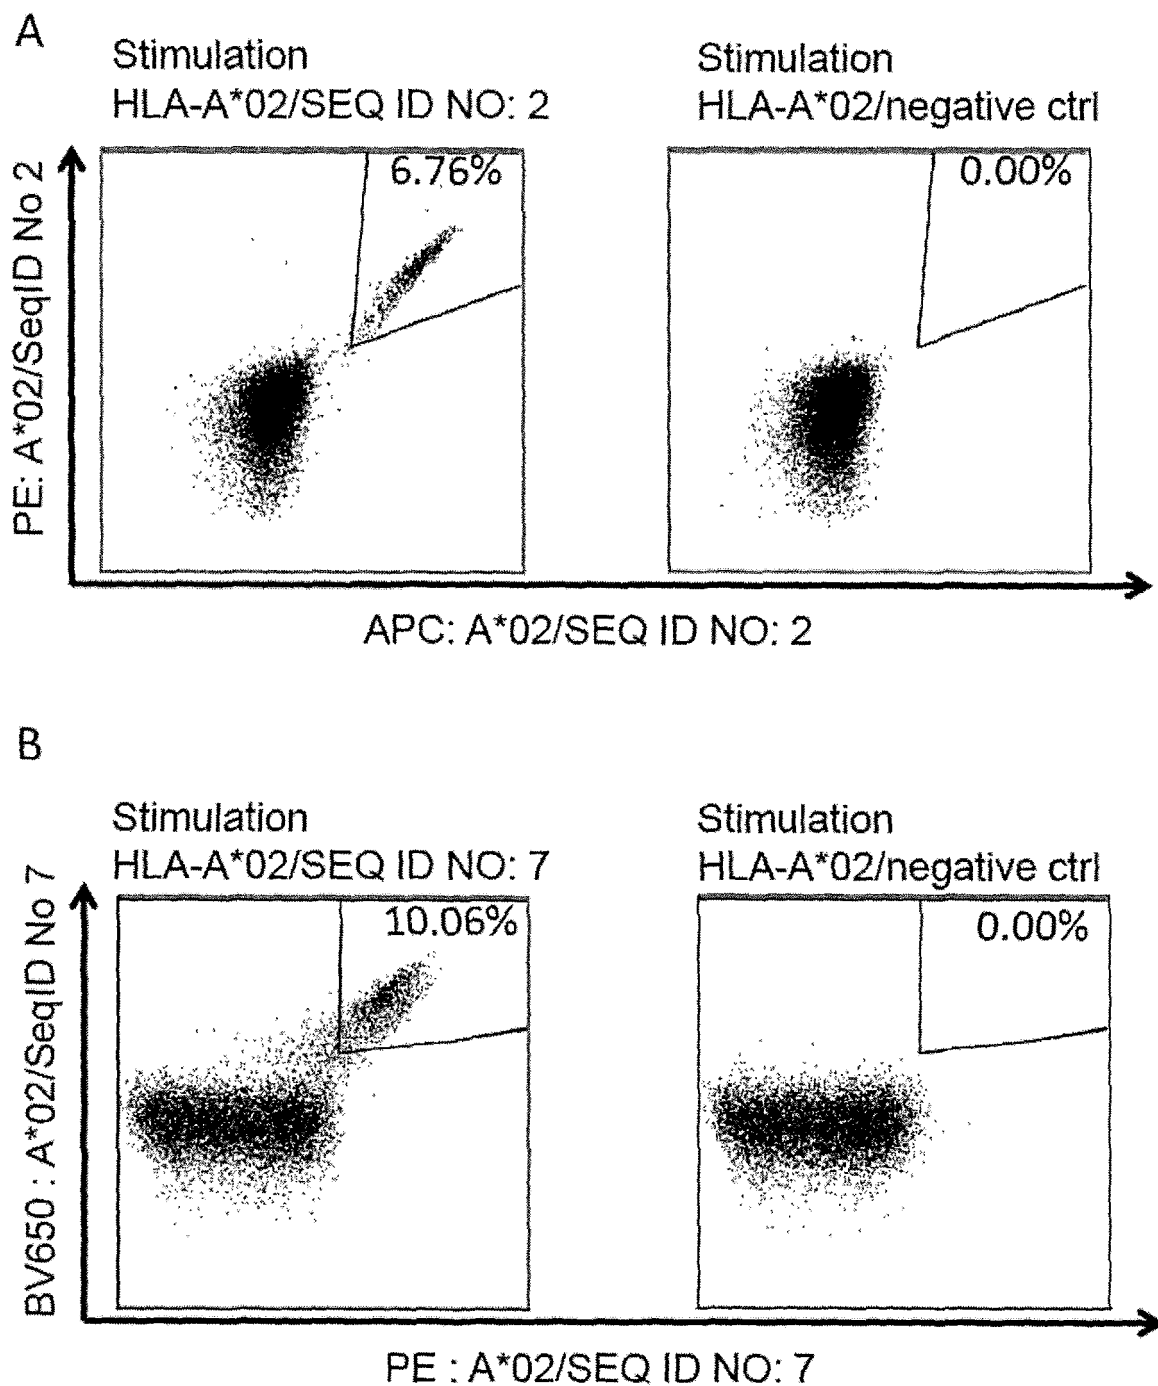 A
Stimulation
HLA-A*02/SEQ ID NO: 2
Stimulation
HLA-A*02/negative ctrl
PE: A*02/SeqID No 2
6.76%
0.00%
APC: A*02/SEQ ID NO: 2
B
Stimulation
HLA-A*02/SEQ ID NO: 7
Stimulation
HLA-A*02/negative ctrl
BV650 : A*02/SeqID No 7
10.06%
0.00%
PE : A*02/SEQ ID NO: 7